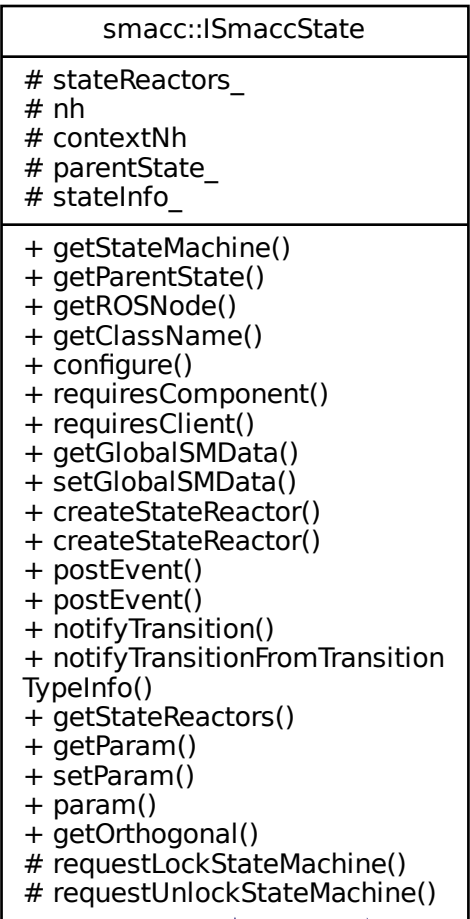 smacc::ISmaccState
# stateReactors_
# nh
# contextNh
# parentState_
# stateInfo_
+ getStateMachine()
+ getParentState()
+ getROSNode()
+ getClassName()
+ configure()
+ requiresComponent()
+ requiresClient()
+ getGlobalSMData()
+ setGlobalSMData()
+ createStateReactor()
+ createStateReactor()
+ postEvent()
+ postEvent()
+ notifyTransition()
+ notifyTransitionFromTransition
TypeInfo()
+ getStateReactors()
+ getParam()
+ setParam()
+ param()
+ getOrthogonal()
# requestLockStateMachine()
# requestUnlockStateMachine()